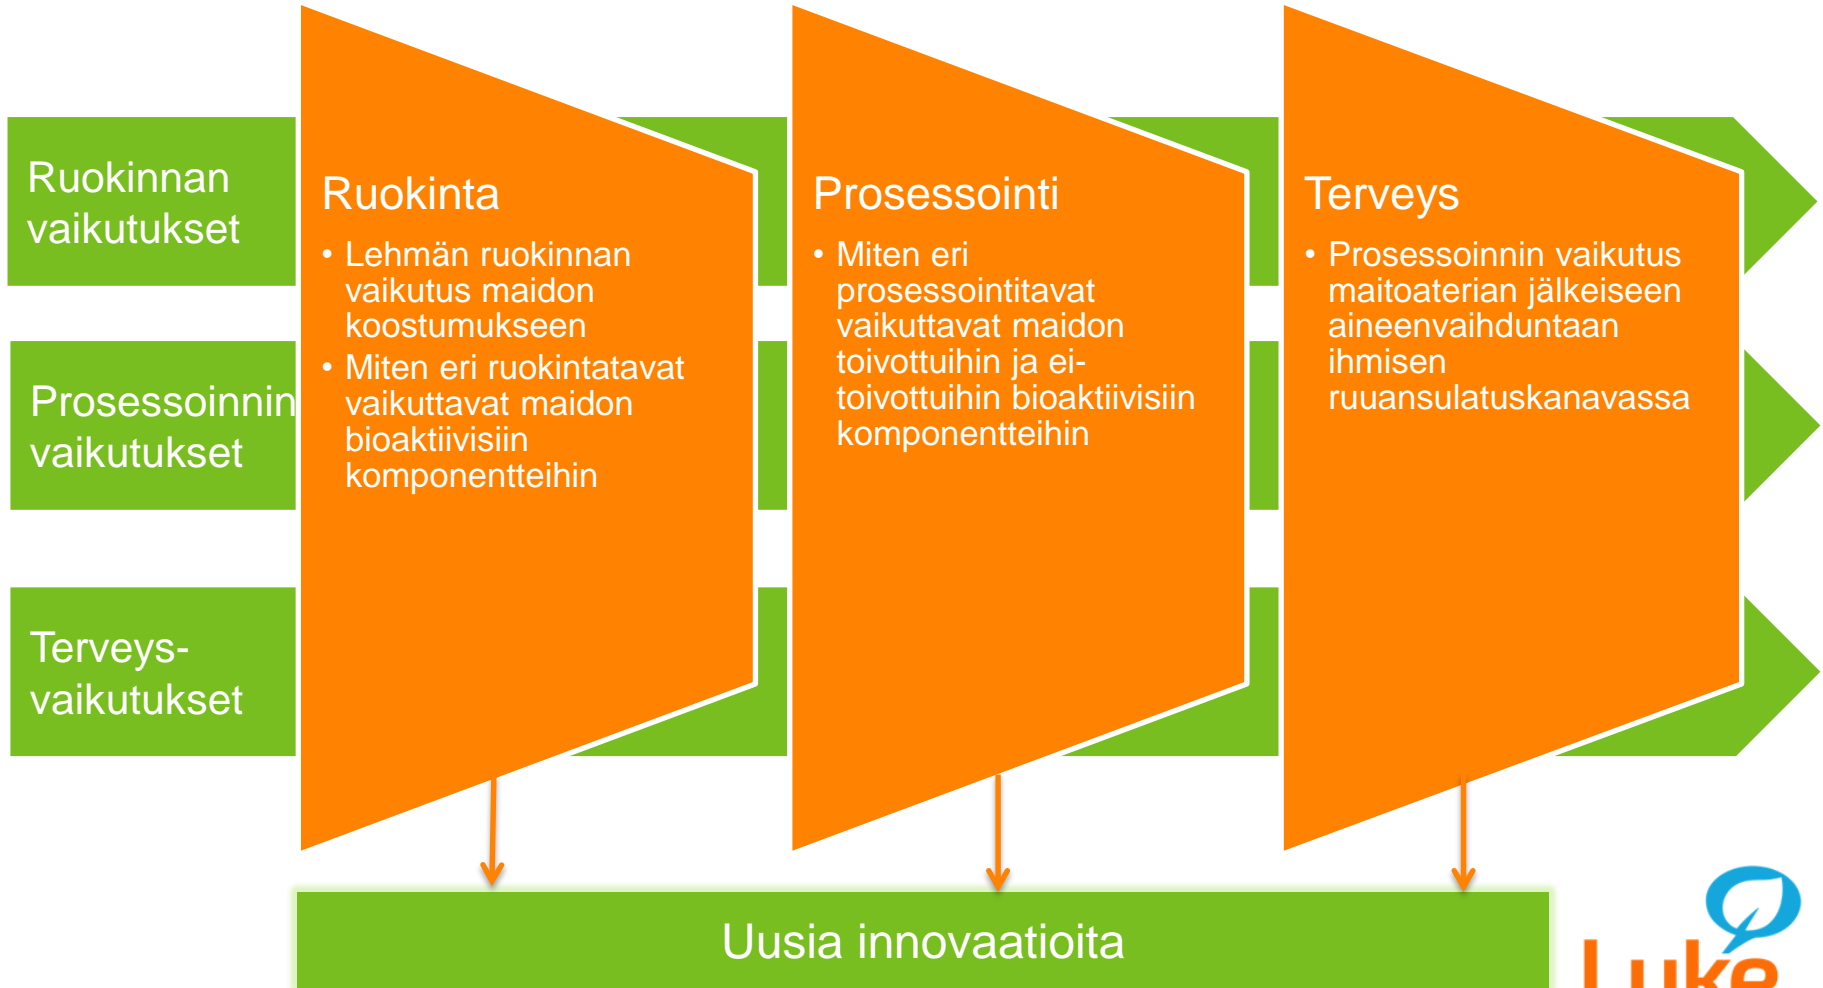 Ruokinnan
vaikutukset
Prosessoinnin
vaikutukset
Terveys-
vaikutukset
Ruokinta
• Lehmän ruokinnan
vaikutus maidon
koostumukseen
• Miten eri ruokintatavat
vaikuttavat maidon
bioaktiivisiin
komponentteihin
Prosessointi
• Miten eri
prosessointitavat
vaikuttavat maidon
toivottuihin ja ei-
toivottuihin bioaktiivisiin
komponentteihin
Terveys
• Prosessoinnin vaikutus
maitoaterian jälkeiseen
aineenvaihduntaan
ihmisen
ruuansulatuskanavassa
Uusia innovaatioita
Luke